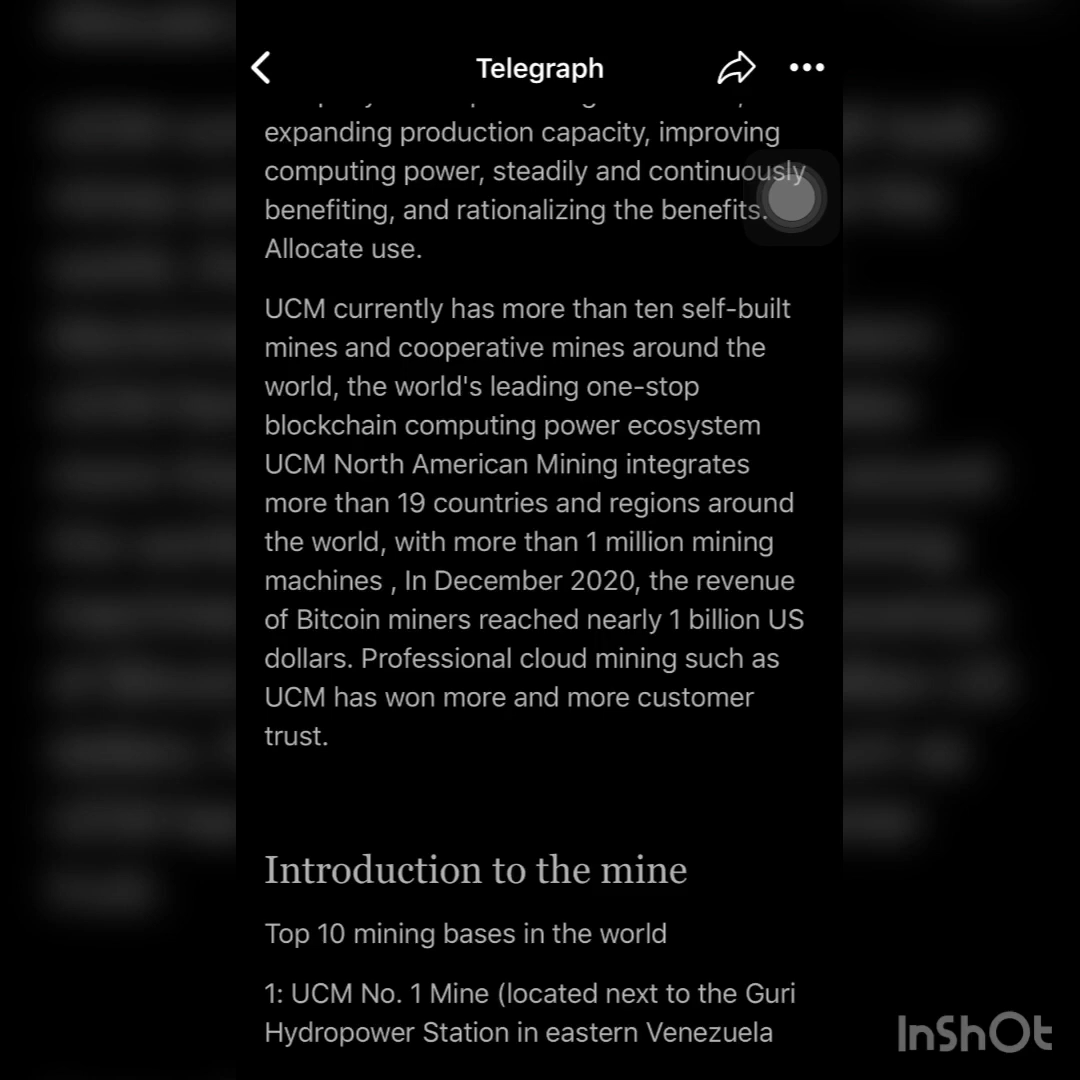 Telegraph
expanding production capacity, improving
computing power, steadily and continuously
benefiting, and rationalizing the benefits.
Allocate use.
UCM currently has more than ten self-built
mines and cooperative mines around the
world, the world's leading one-stop
blockchain computing power ecosystem
UCM North American Mining integrates
more than 19 countries and regions around
the world, with more than 1 million mining
machines , In December 2020, the revenue
of Bitcoin miners reached nearly 1 billion US
dollars. Professional cloud mining such as
UCM has won more and more customer
trust.
Introduction to the mine
Top 10 mining bases in the world
1: UCM No. 1 Mine (located next to the Guri
Hydropower Station in eastern Venezuela
InShOt